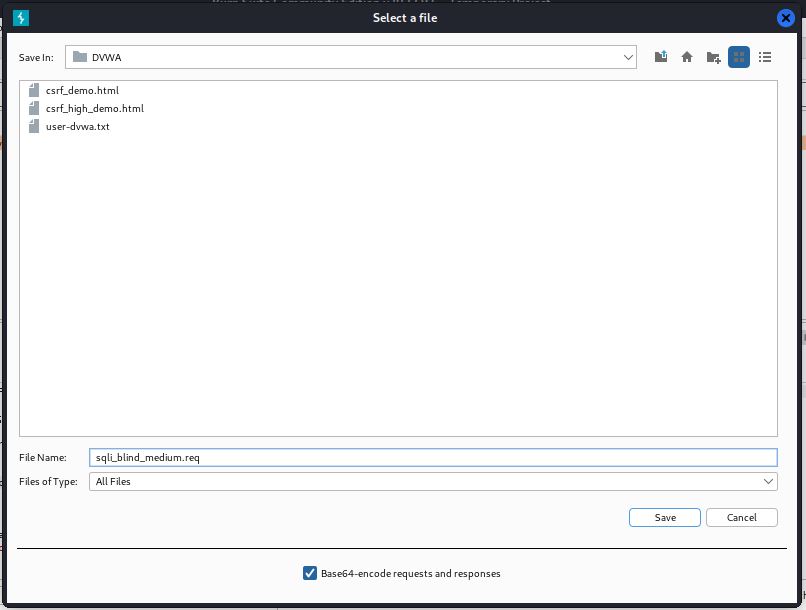 Select a file
Save In: DVWA
csrf_demo.html
csrf_high_demo.html
user-dvwa.txt
File Name: sqli_blind_medium.req
Files of Type: All Files
Save Cancel
Base64-encode requests and responses